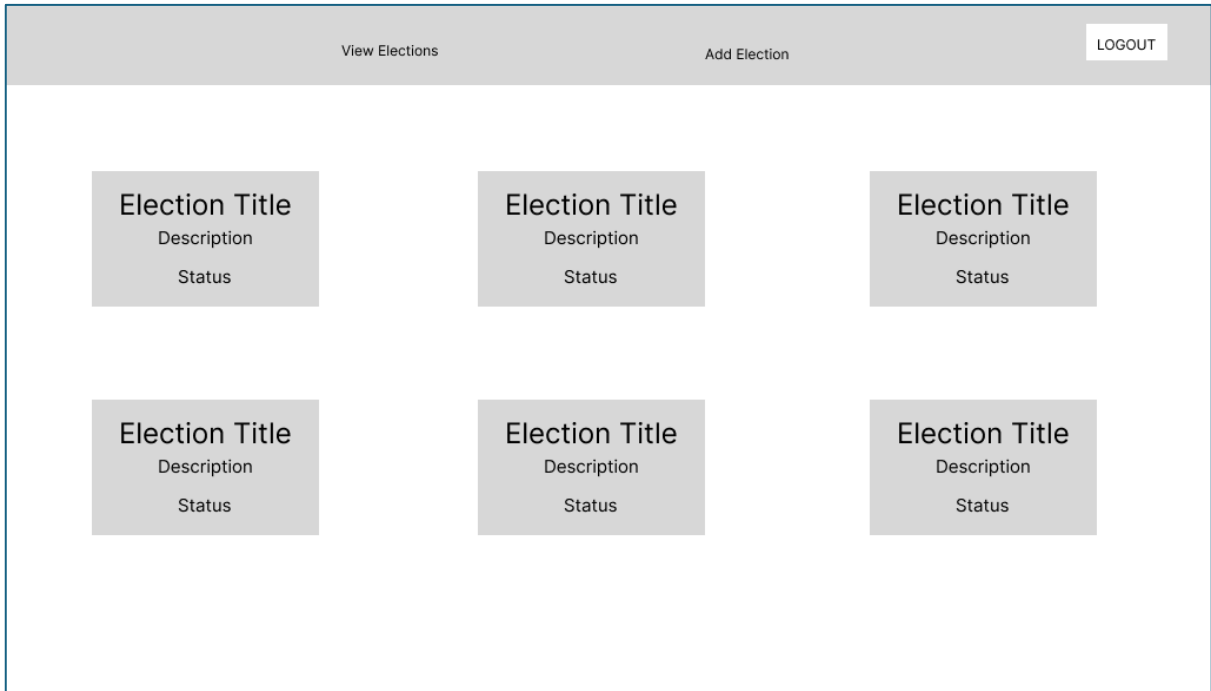 View Elections
Add Election
LOGOUT
Election Title
Description
Status
Election Title
Description
Status
Election Title
Description
Status
Election Title
Description
Status
Election Title
Description
Status
Election Title
Description
Status